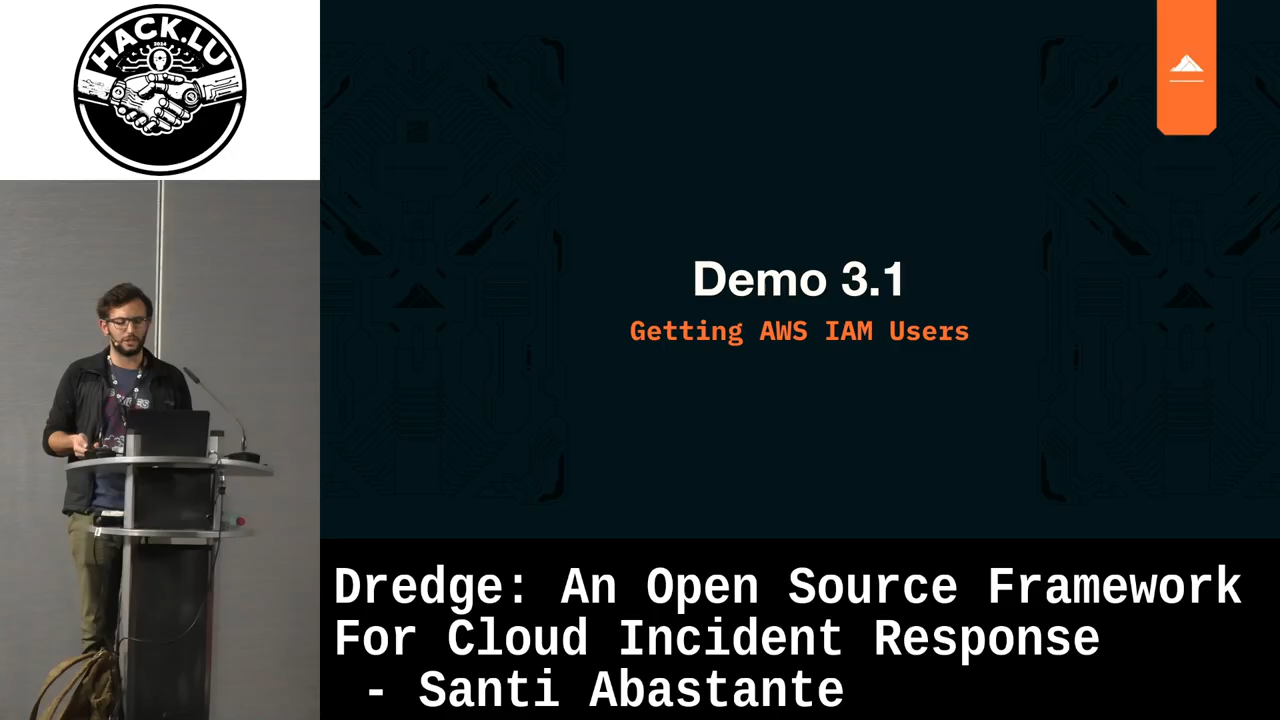 HACK.LU
2024
Demo 3.1
Getting AWS IAM Users
Dredge: An Open Source Framework
For Cloud Incident Response
- Santi Abastante